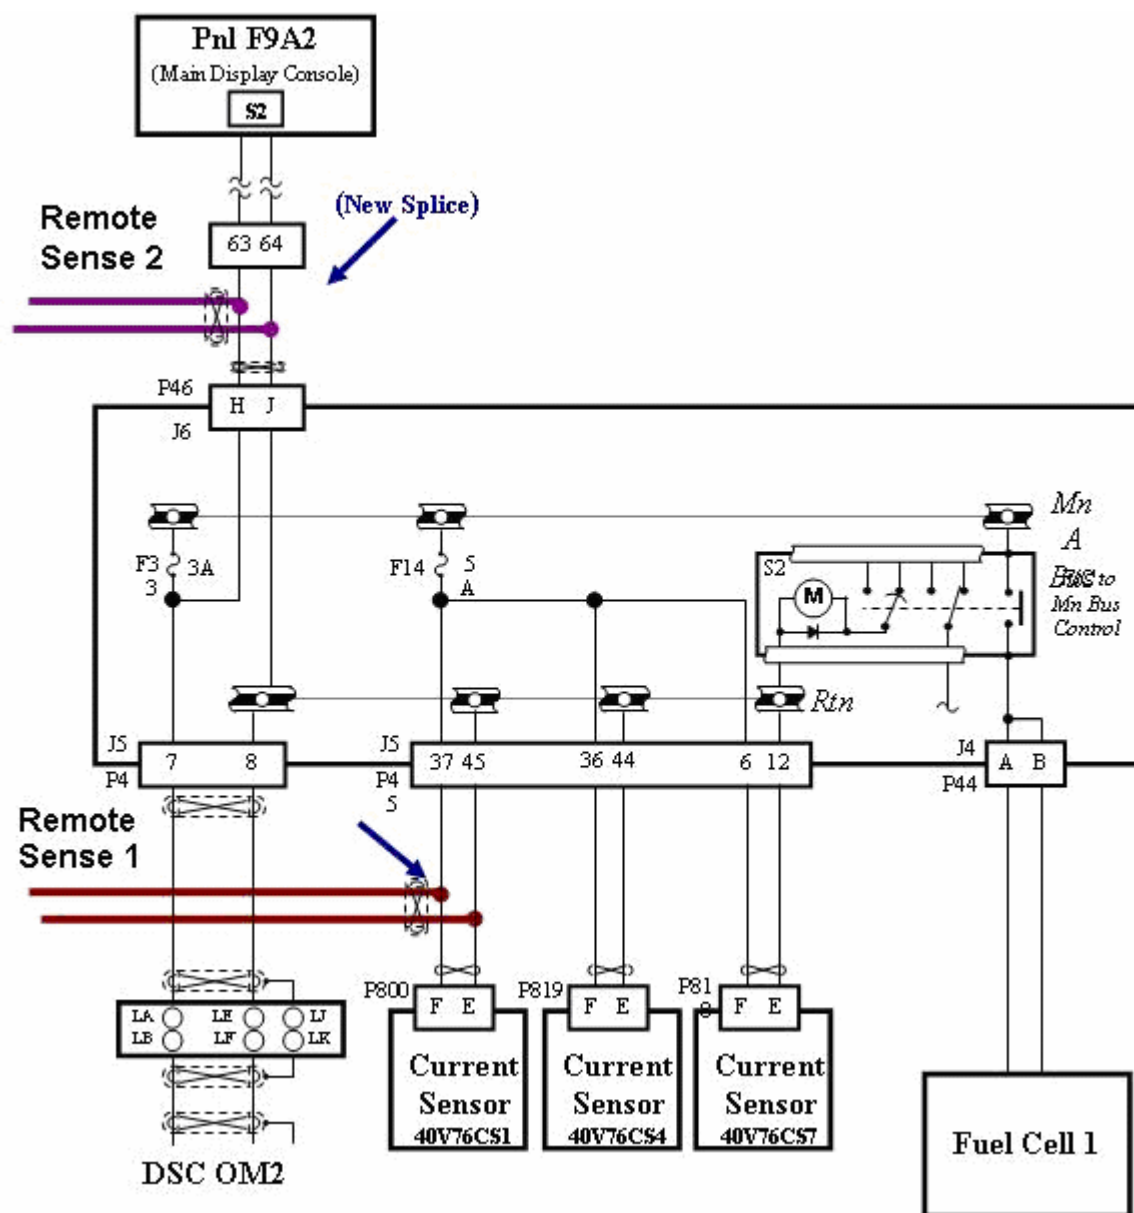 Pnl F9A2
(Main Display Console)
S2
(New Splice)
Remote
Sense 2
63 64
P46
H J
J6
Mn
A
F3
3
3A
F14
5
A
S2
M
to
Mn Bus
Control
Rtn
J5
P4
7 8
J5
P4
5
37 45 36 44 6 12
J4
P44
A B
Remote
Sense 1
P800
F E
P819
F E
P81
F E
LA LE LJ
LB LF LK
Current
Sensor
40V76CS1
Current
Sensor
40V76CS4
Current
Sensor
40V76CS7
Fuel Cell 1
DSC OM2